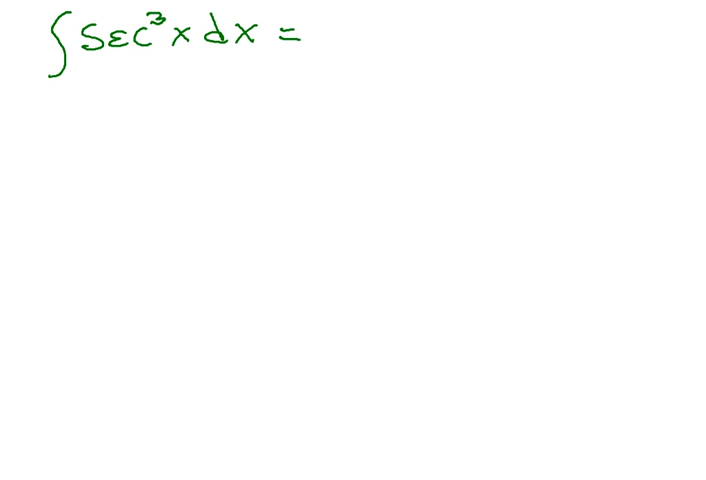 ∫ sec³x dx =